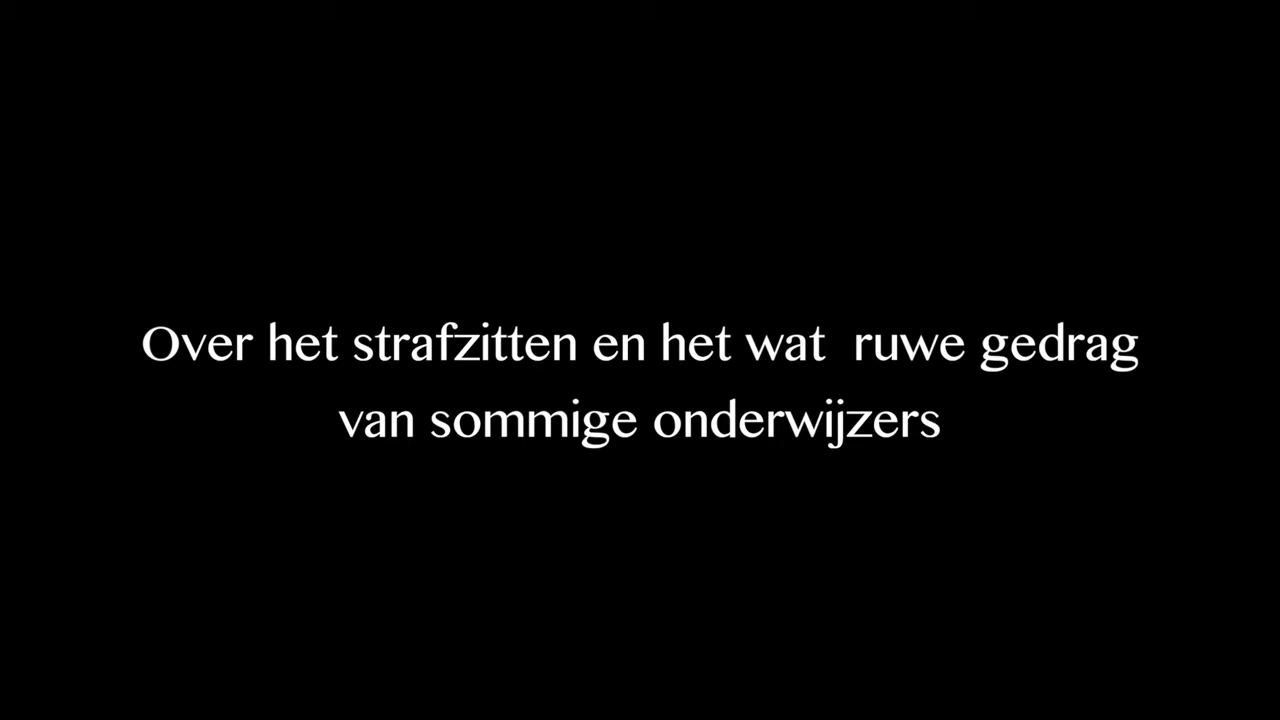 Over het strafzitten en het wat  ruwe gedrag
van sommige onderwijzers